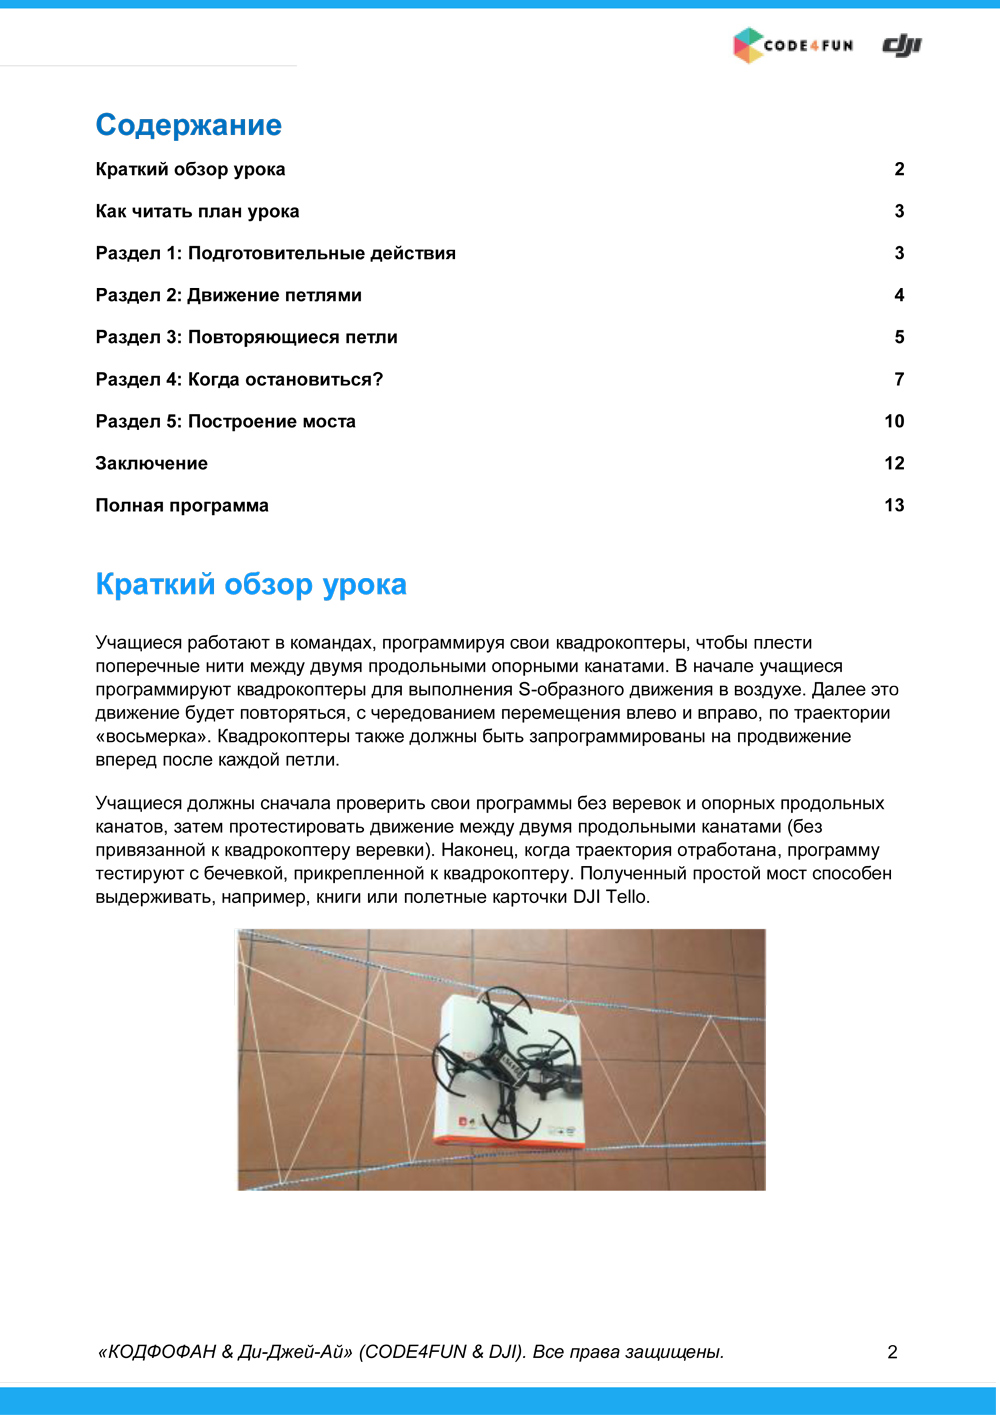 CODE4FUN dji
Содержание
Краткий обзор урока 2
Как читать план урока 3
Раздел 1: Подготовительные действия 3
Раздел 2: Движение петлями 4
Раздел 3: Повторяющиеся петли 5
Раздел 4: Когда остановиться? 7
Раздел 5: Построение моста 10
Заключение 12
Полная программа 13
Краткий обзор урока
Учащиеся работают в командах, программируя свои квадрокоптеры, чтобы плести
поперечные нити между двумя продольными опорными канатами. В начале учащиеся
программируют квадрокоптеры для выполнения S-образного движения в воздухе. Далее это
движение будет повторяться, с чередованием перемещения влево и вправо, по траектории
«восьмерка». Квадрокоптеры также должны быть запрограммированы на продвижение
вперед после каждой петли.
Учащиеся должны сначала проверить свои программы без веревок и опорных продольных
канатов, затем протестировать движение между двумя продольными канатами (без
привязанной к квадрокоптеру веревки). Наконец, когда траектория отработана, программу
тестируют с бечевкой, прикрепленной к квадрокоптеру. Полученный простой мост способен
выдерживать, например, книги или полетные карточки DJI Tello.
«КОДФОФАН & Ди-Джей-Ай» (CODE4FUN & DJI). Все права защищены. 2